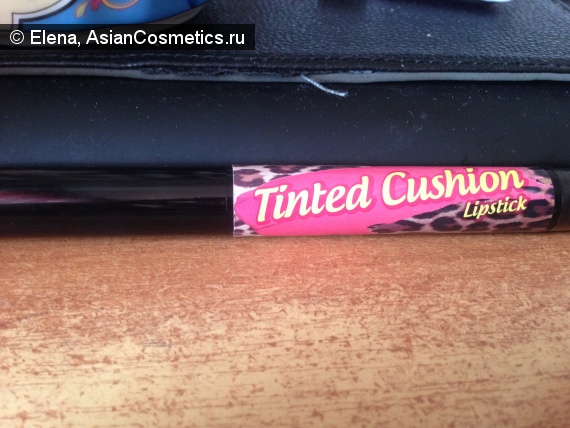 © Elena, AsianCosmetics.ru
Tinted Cushion
Lipstick